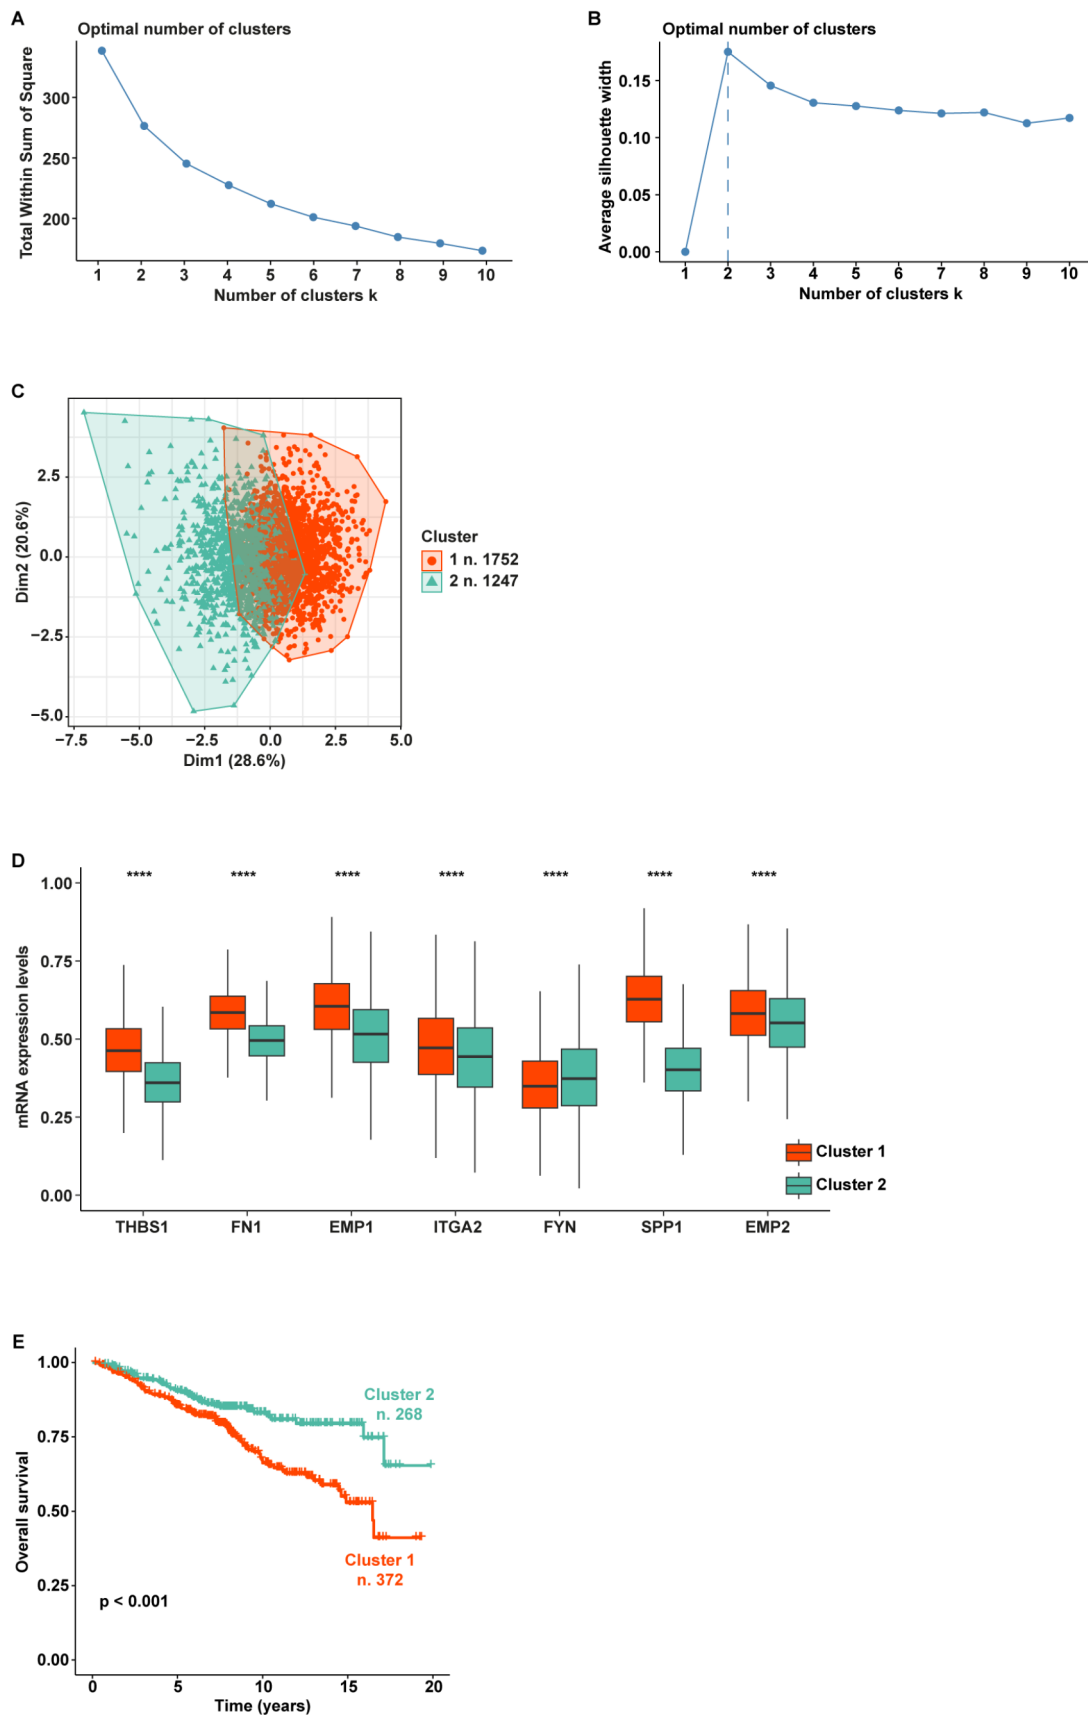 A
Optimal number of clusters
Total Within Sum of Square
300
250
200
1 2 3 4 5 6 7 8 9 10
Number of clusters k
B
Optimal number of clusters
Average silhouette width
0.15
0.10
0.05
0.00
1 2 3 4 5 6 7 8 9 10
Number of clusters k
C
Dim2 (20.6%)
2.5
0.0
−2.5
−5.0
−7.5 −5.0 −2.5 0.0 2.5 5.0
Dim1 (28.6%)
Cluster
1 n. 1752
2 n. 1247
D
mRNA expression levels
1.00
0.75
0.50
0.25
0.00
**** **** **** **** **** **** ****
THBS1 FN1 EMP1 ITGA2 FYN SPP1 EMP2
Cluster 1
Cluster 2
E
Overall survival
1.00
0.75
0.50
0.25
0.00
Cluster 2
n. 268
Cluster 1
n. 372
p < 0.001
0 5 10 15 20
Time (years)